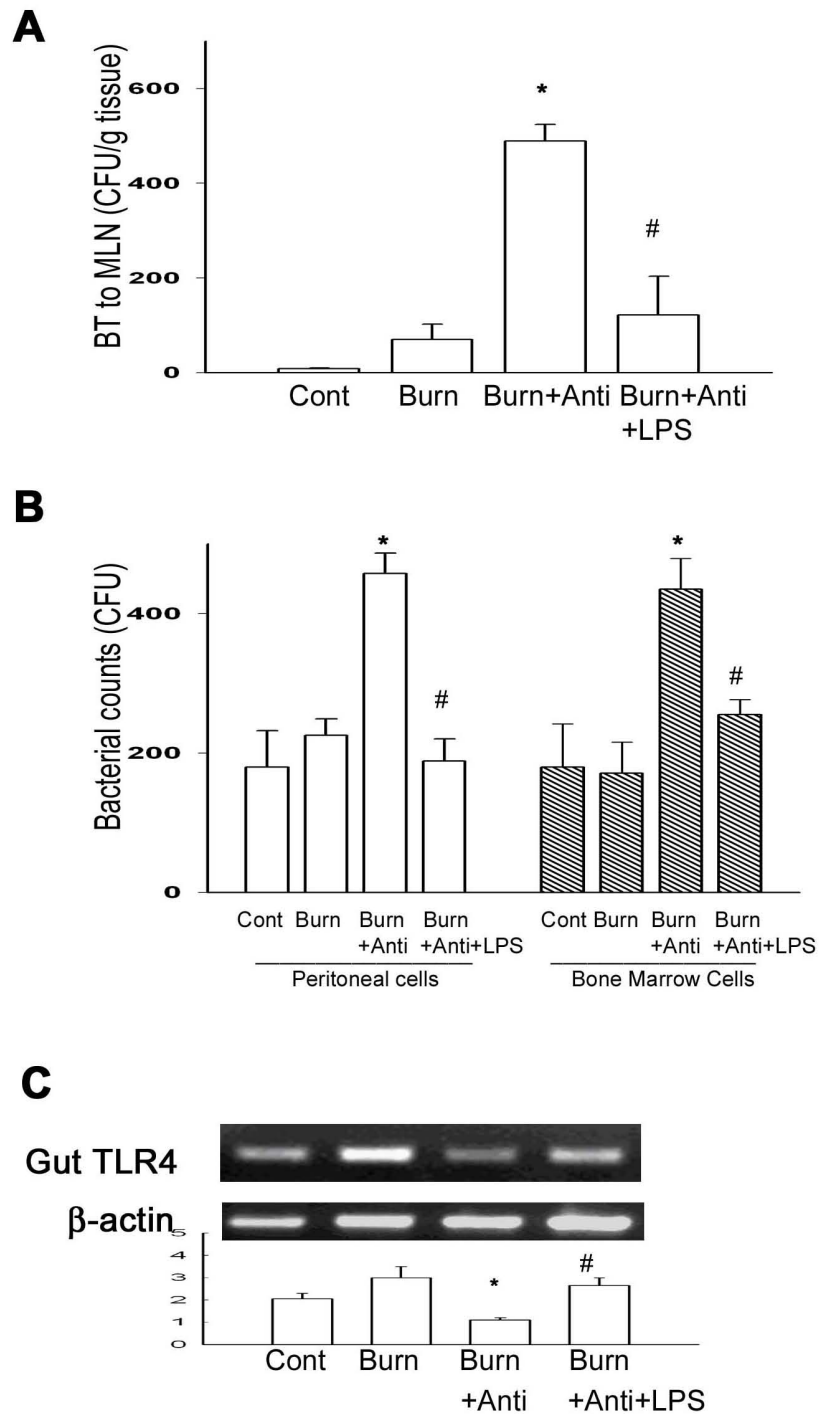 A
BT to MLN (CFU/g tissue)
600
400
200
0
*
#
Cont Burn Burn+Anti Burn+Anti
+LPS
B
Bacterial counts (CFU)
400
200
0
*
#
*
#
Cont Burn Burn Burn Cont Burn Burn Burn
+Anti +Anti+LPS +Anti +Anti+LPS
Peritoneal cells Bone Marrow Cells
C
Gut TLR4
β-actin
5
4
3
2
1
0
*
#
Cont Burn Burn Burn
+Anti +Anti+LPS